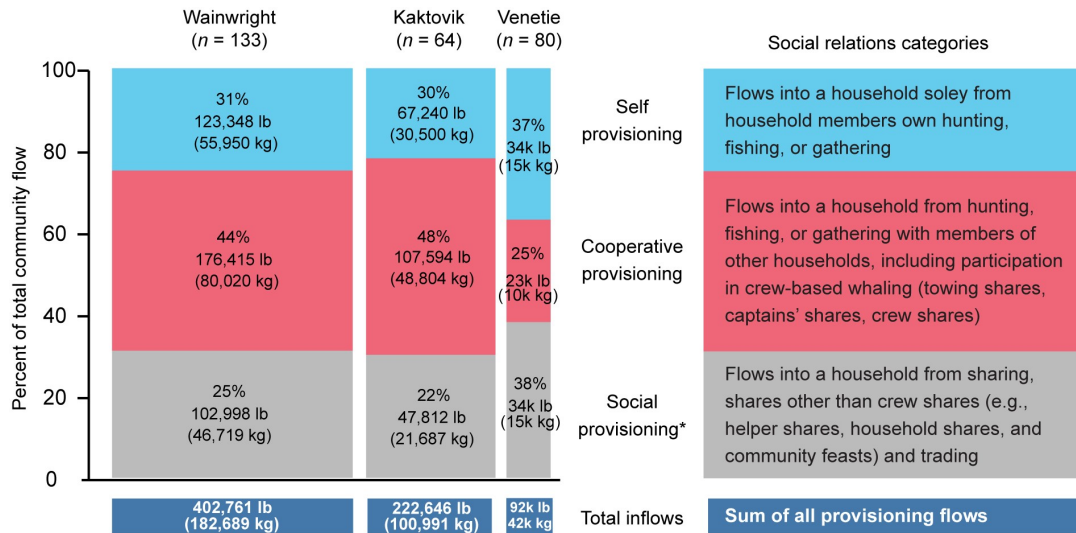 Wainwright
(n = 133)
Kaktovik
(n = 64)
Venetie
(n = 80)
Social relations categories
Percent of total community flow
100
80
60
40
20
0
31%
123,348 lb
(55,950 kg)
30%
67,240 lb
(30,500 kg)
37%
34k lb
(15k kg)
Self
provisioning
Flows into a household soley from
household members own hunting,
fishing, or gathering
44%
176,415 lb
(80,020 kg)
48%
107,594 lb
(48,804 kg)
25%
23k lb
(10k kg)
Cooperative
provisioning
Flows into a household from hunting,
fishing, or gathering with members of
other households, including participation
in crew-based whaling (towing shares,
captains’ shares, crew shares)
25%
102,998 lb
(46,719 kg)
22%
47,812 lb
(21,687 kg)
38%
34k lb
(15k kg)
Social
provisioning*
Flows into a household from sharing,
shares other than crew shares (e.g.,
helper shares, household shares, and
community feasts) and trading
402,761 lb
(182,689 kg)
222,646 lb
(100,991 kg)
92k lb
42k kg
Total inflows
Sum of all provisioning flows